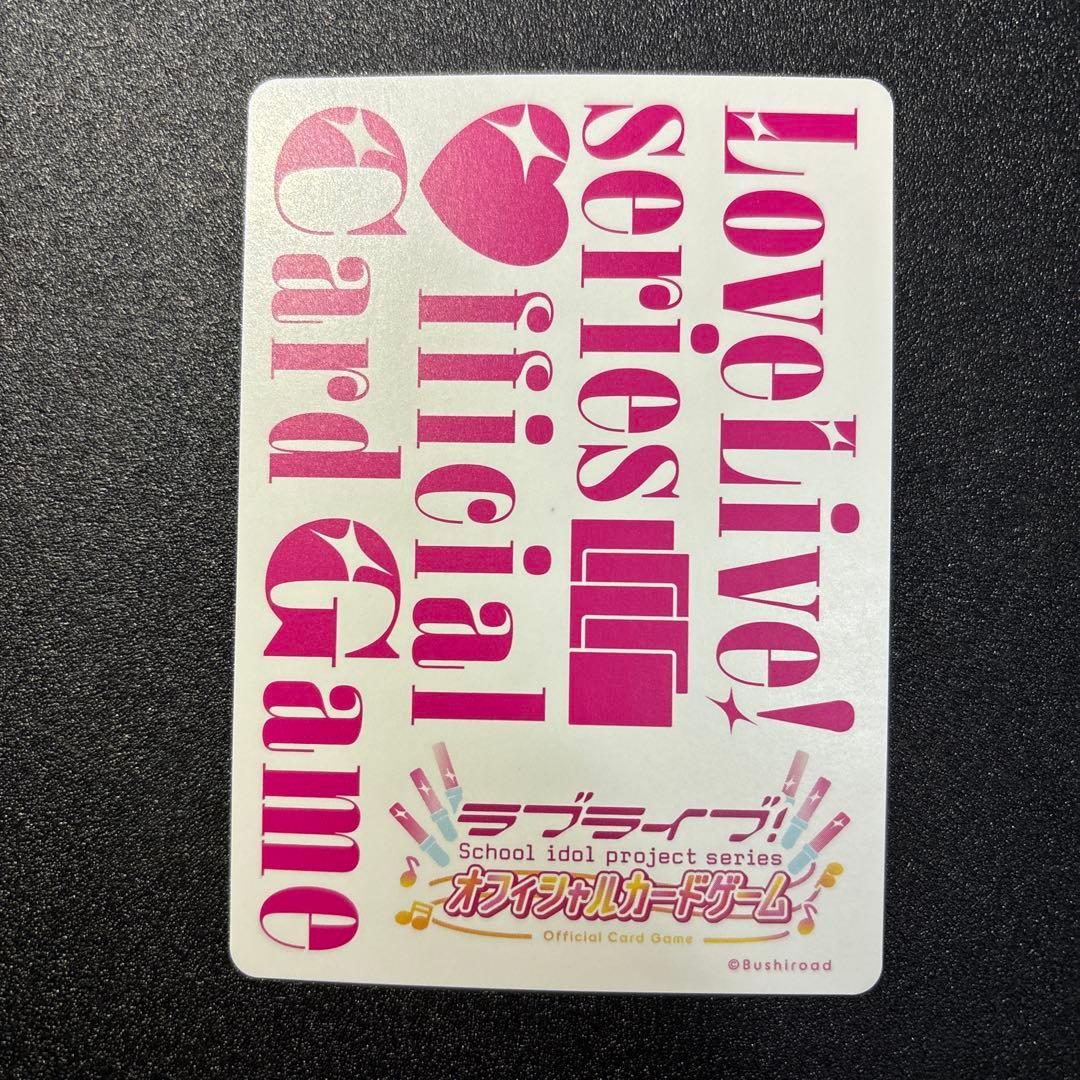 LoveLive!
series
♥fficial
Card Game
ラブライブ!
School idol project series
オフィシャルカードゲーム
Official Card Game
©Bushiroad